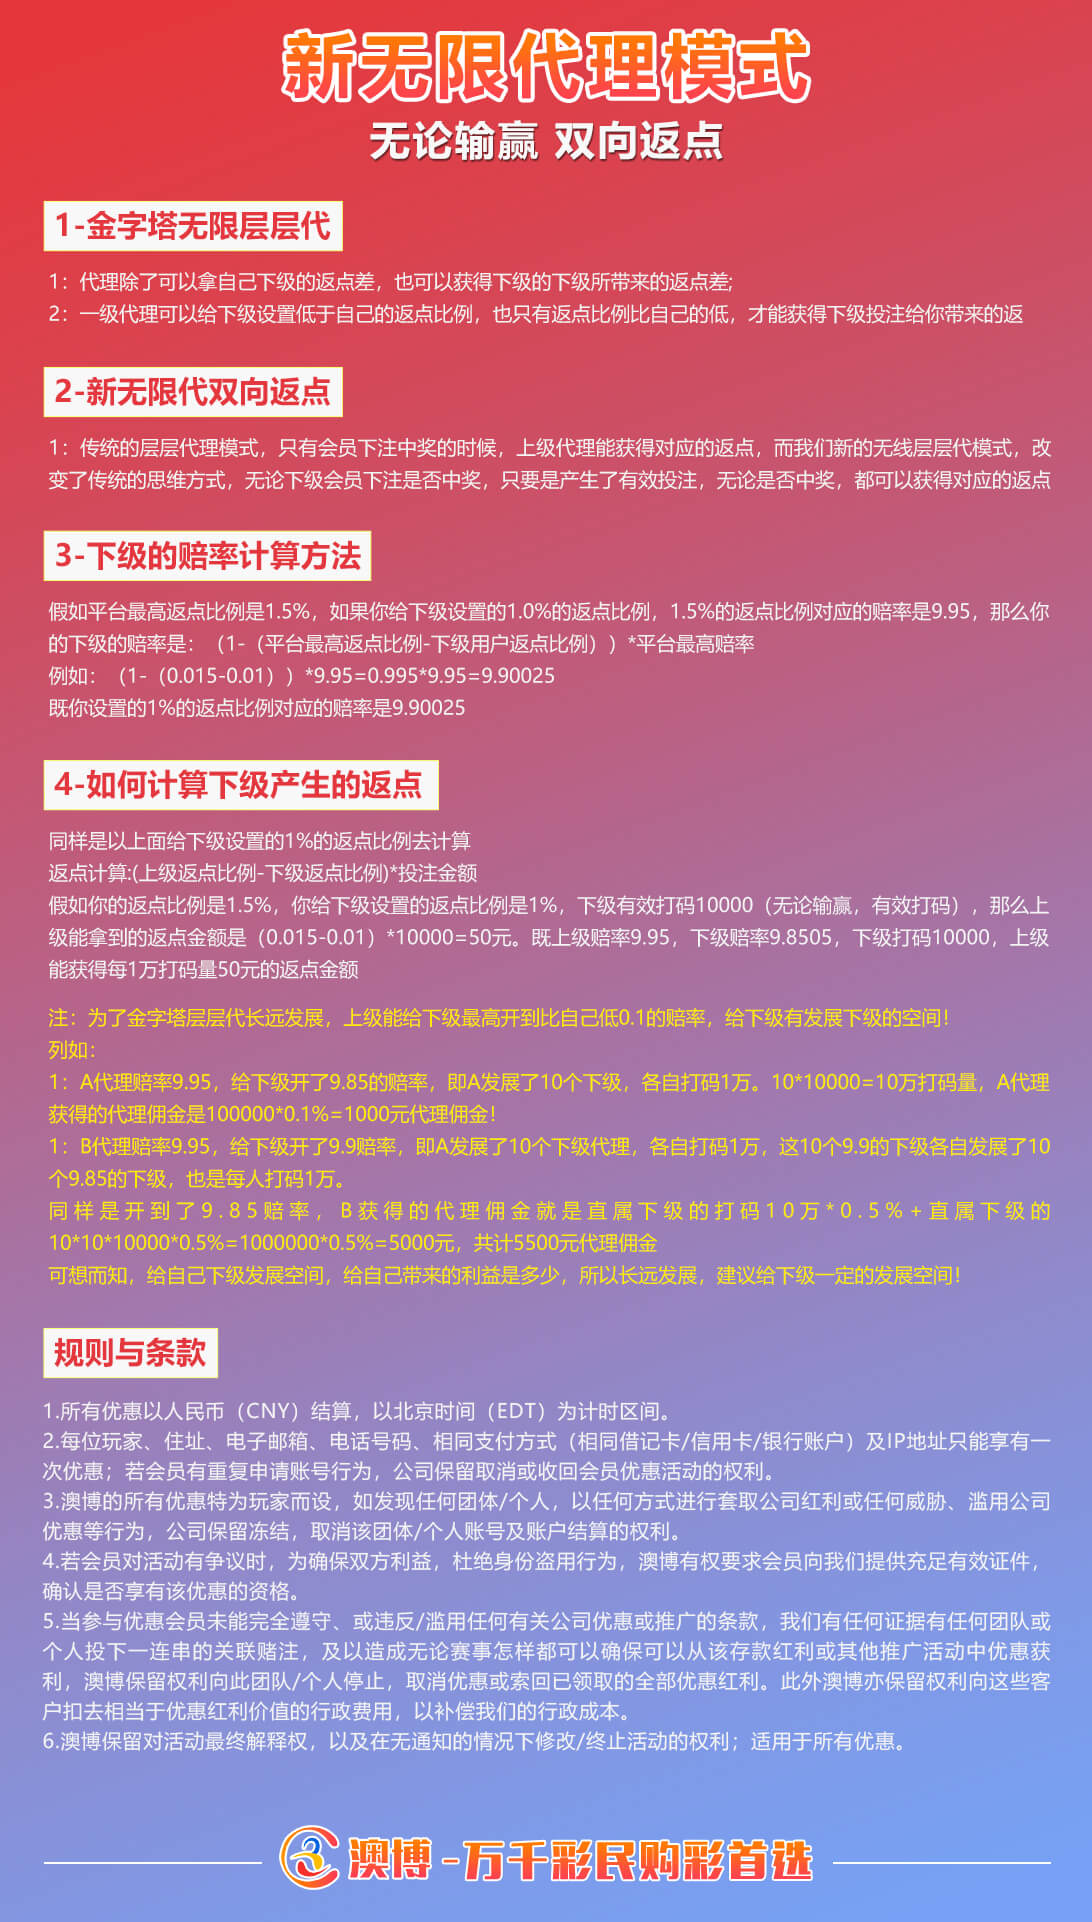 新无限代理模式
无论输赢 双向返点
1-金字塔无限层层代
1：代理除了可以拿自己下级的返点差，也可以获得下级的下级所带来的返点差;
2：一级代理可以给下级设置低于自己的返点比例，也只有返点比例比自己的低，才能获得下级投注给你带来的返
2-新无限代双向返点
1：传统的层层代理模式，只有会员下注中奖的时候，上级代理能获得对应的返点，而我们新的无线层层代模式，改
变了传统的思维方式，无论下级会员下注是否中奖，只要是产生了有效投注，无论是否中奖，都可以获得对应的返点
3-下级的赔率计算方法
假如平台最高返点比例是1.5%，如果你给下级设置的1.0%的返点比例，1.5%的返点比例对应的赔率是9.95，那么你
的下级的赔率是：（1-（平台最高返点比例-下级用户返点比例））*平台最高赔率
例如：（1-（0.015-0.01））*9.95=0.995*9.95=9.90025
既你设置的1%的返点比例对应的赔率是9.90025
4-如何计算下级产生的返点
同样是以上面给下级设置的1%的返点比例去计算
返点计算:(上级返点比例-下级返点比例)*投注金额
假如你的返点比例是1.5%，你给下级设置的返点比例是1%，下级有效打码10000（无论输赢，有效打码），那么上
级能拿到的返点金额是（0.015-0.01）*10000=50元。既上级赔率9.95，下级赔率9.8505，下级打码10000，上级
能获得每1万打码量50元的返点金额
注：为了金字塔层层代长远发展，上级能给下级最高开到比自己低0.1的赔率，给下级有发展下级的空间！
列如：
1：A代理赔率9.95，给下级开了9.85的赔率，即A发展了10个下级，各自打码1万。10*10000=10万打码量，A代理
获得的代理佣金是100000*0.1%=1000元代理佣金！
1：B代理赔率9.95，给下级开了9.9赔率，即A发展了10个下级代理，各自打码1万，这10个9.9的下级各自发展了10
个9.85的下级，也是每人打码1万。
同样是开到了9.85赔率，B获得的代理佣金就是直属下级的打码10万*0.5%+直属下级的
10*10*10000*0.5%=1000000*0.5%=5000元，共计5500元代理佣金
可想而知，给自己下级发展空间，给自己带来的利益是多少，所以长远发展，建议给下级一定的发展空间！
规则与条款
1.所有优惠以人民币（CNY）结算，以北京时间（EDT）为计时区间。
2.每位玩家、住址、电子邮箱、电话号码、相同支付方式（相同借记卡/信用卡/银行账户）及IP地址只能享有一
次优惠；若会员有重复申请账号行为，公司保留取消或收回会员优惠活动的权利。
3.澳博的所有优惠特为玩家而设，如发现任何团体/个人，以任何方式进行套取公司红利或任何威胁、滥用公司
优惠等行为，公司保留冻结，取消该团体/个人账号及账户结算的权利。
4.若会员对活动有争议时，为确保双方利益，杜绝身份盗用行为，澳博有权要求会员向我们提供充足有效证件，
确认是否享有该优惠的资格。
5.当参与优惠会员未能完全遵守、或违反/滥用任何有关公司优惠或推广的条款，我们有任何证据有任何团队或
个人投下一连串的关联赌注，及以造成无论赛事怎样都可以确保可以从该存款红利或其他推广活动中优惠获
利，澳博保留权利向此团队/个人停止，取消优惠或索回已领取的全部优惠红利。此外澳博亦保留权利向这些客
户扣去相当于优惠红利价值的行政费用，以补偿我们的行政成本。
6.澳博保留对活动最终解释权，以及在无通知的情况下修改/终止活动的权利；适用于所有优惠。
澳博-万千彩民购彩首选